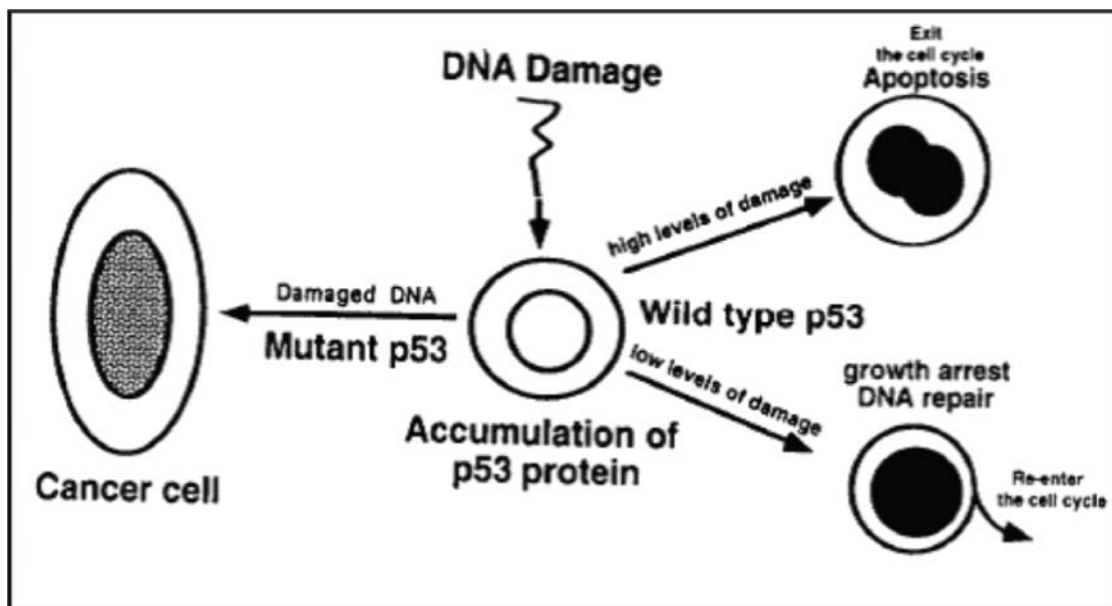 DNA Damage
Exit
the cell cycle
Apoptosis
high levels of damage
Damaged DNA
Mutant p53
Wild type p53
low levels of damage
Accumulation of
p53 protein
growth arrest
DNA repair
Re-enter
the cell cycle
Cancer cell